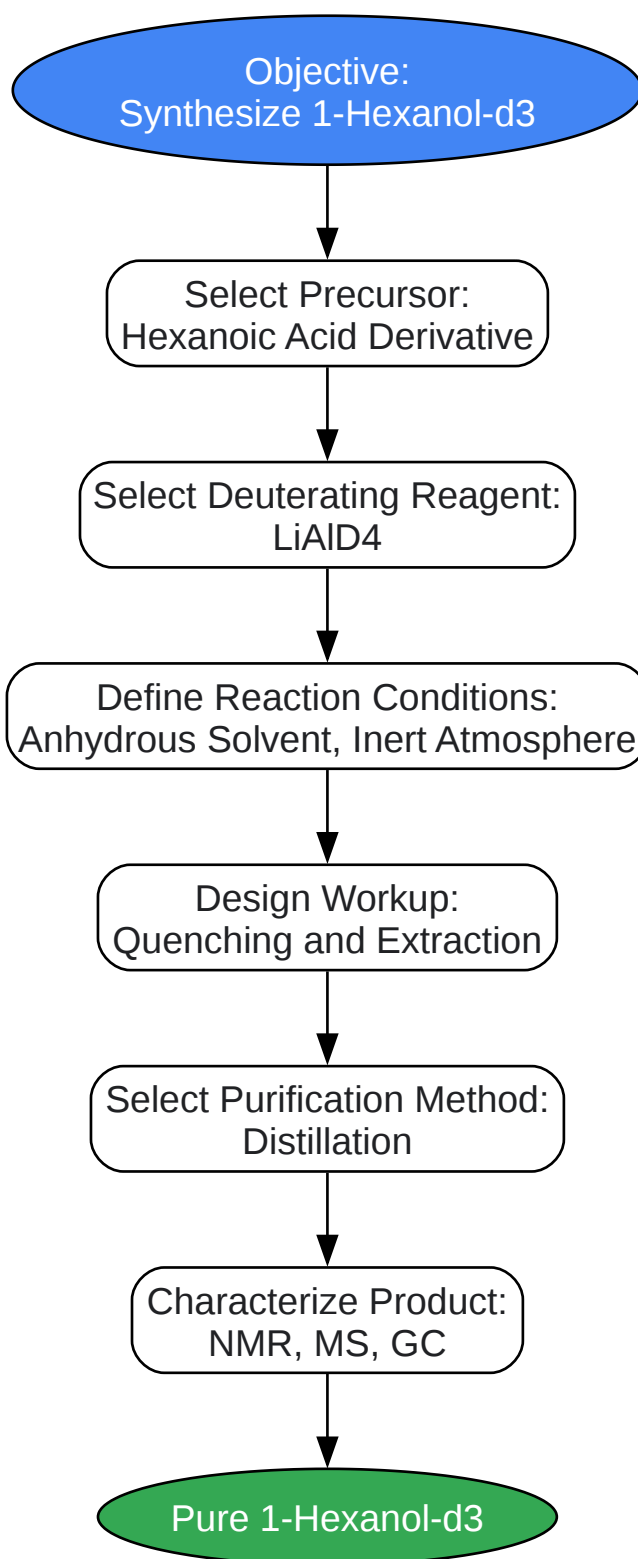 Objective:
Synthesize 1-Hexanol-d3
Select Precursor:
Hexanoic Acid Derivative
Select Deuterating Reagent:
LiAlD4
Define Reaction Conditions:
Anhydrous Solvent, Inert Atmosphere
Design Workup:
Quenching and Extraction
Select Purification Method:
Distillation
Characterize Product:
NMR, MS, GC
Pure 1-Hexanol-d3